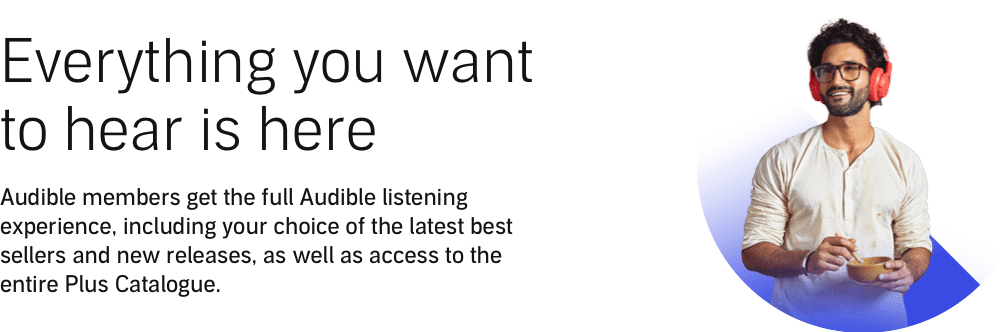 Everything you want
to hear is here
Audible members get the full Audible listening
experience, including your choice of the latest best
sellers and new releases, as well as access to the
entire Plus Catalogue.